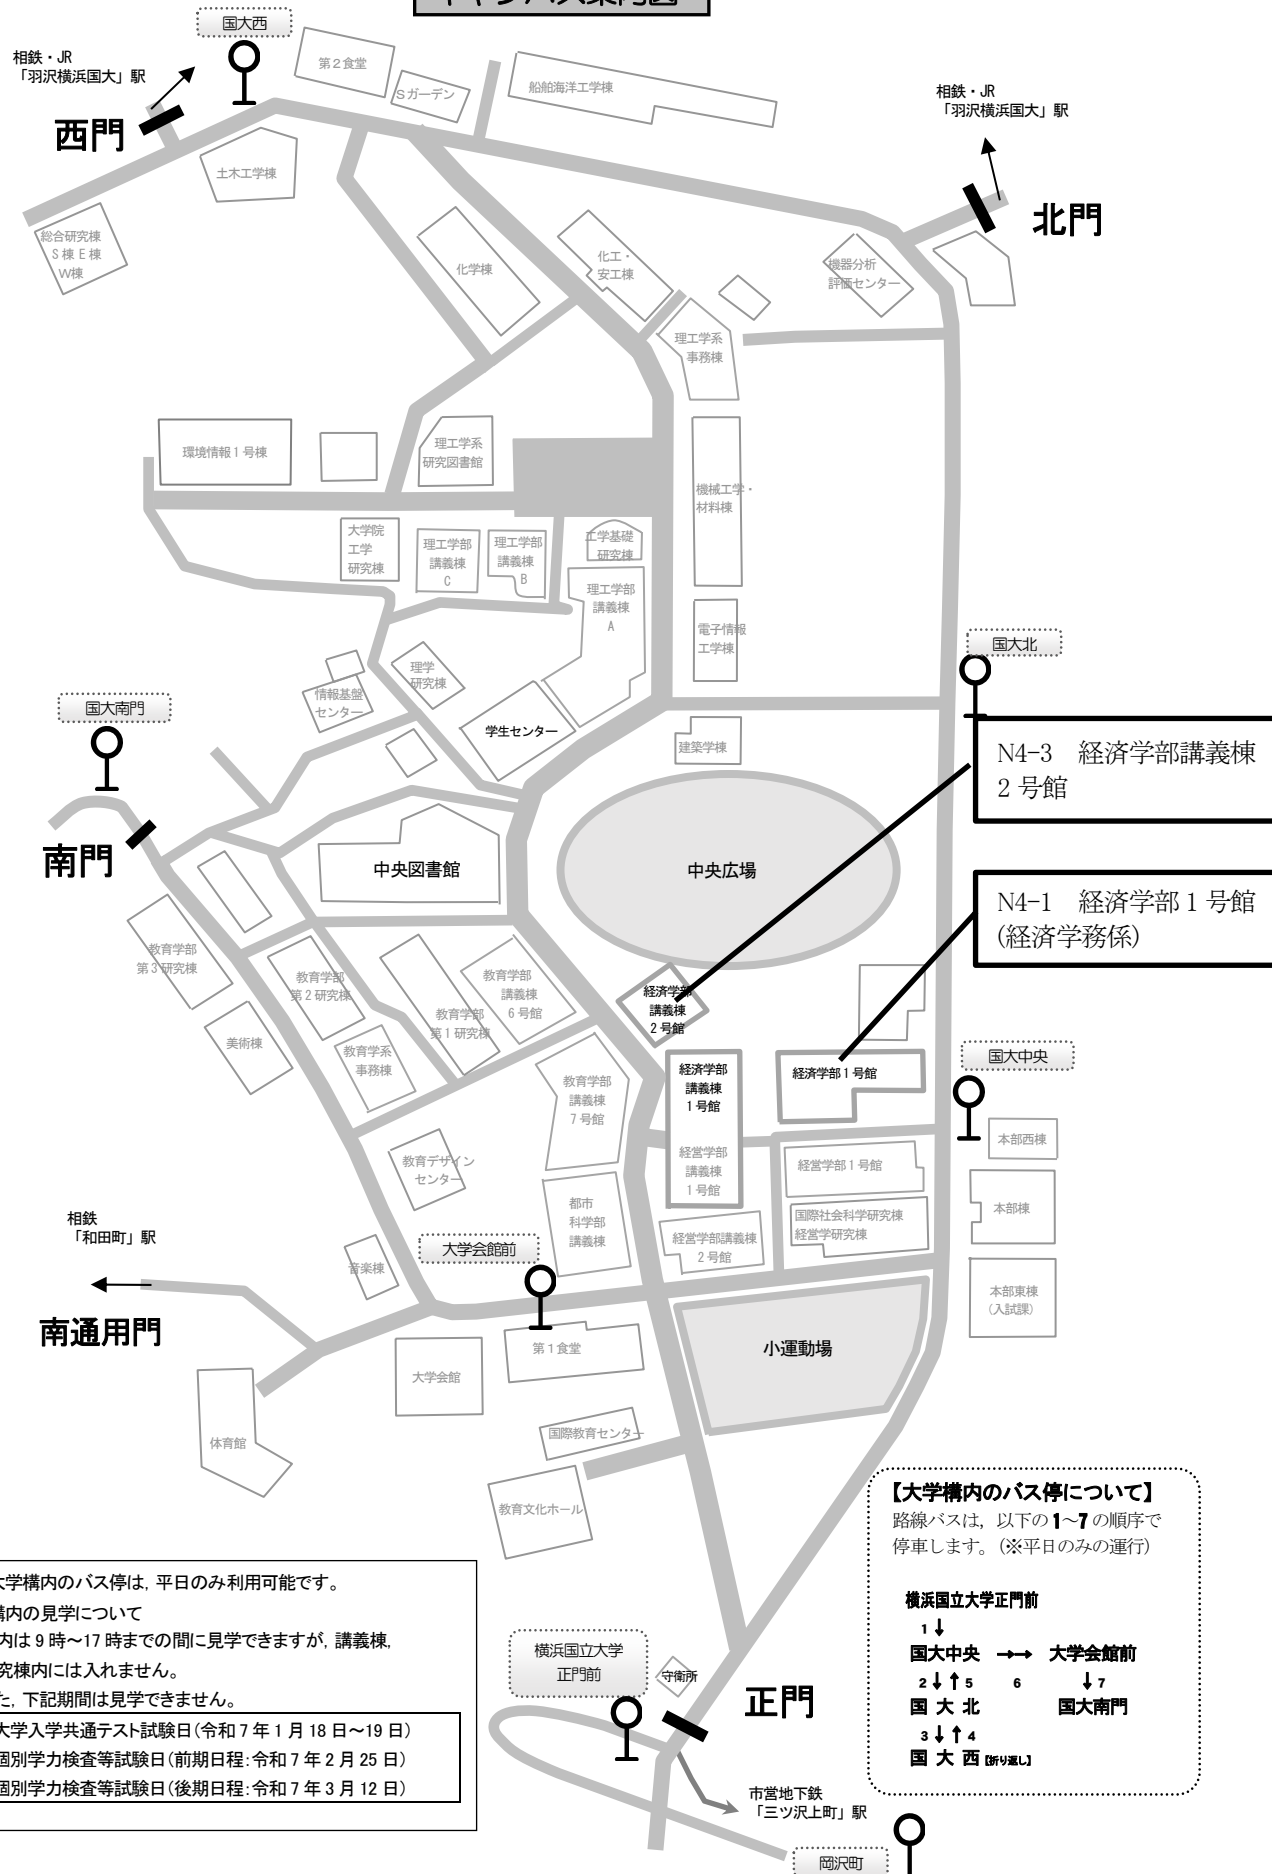 キャンパス案内図
国大西
相鉄・JR
「羽沢横浜国大」駅
西門
第２食堂
Ｓガーデン
船舶海洋工学棟
相鉄・JR
「羽沢横浜国大」駅
北門
土木工学棟
総合研究棟
Ｓ棟Ｅ棟
Ｗ棟
化学棟
化工・
安工棟
機器分析
評価センター
理工学系
事務棟
環境情報１号棟
理工学系
研究図書館
機械工学・
材料棟
大学院
工学
研究棟
理工学部
講義棟
C
理工学部
講義棟
B
工学基礎
研究棟
理工学部
講義棟
A
電子情報
工学棟
国大北
理学
研究棟
情報基盤
センター
学生センター
建築学棟
国大南門
南門
N4-3　経済学部講義棟
2 号館
中央図書館
中央広場
N4-1　経済学部 1 号館
(経済学務係)
教育学部
第３研究棟
教育学部
第２研究棟
教育学部
第１研究棟
教育学部
講義棟
６号館
経済学部
講義棟
2 号館
美術棟
教育学系
事務棟
教育学部
講義棟
７号館
経済学部
講義棟
1 号館
経済学部 1 号館
国大中央
本部西棟
教育デザイン
センター
経営学部
講義棟
１号館
経営学部１号館
都市
科学部
講義棟
国際社会科学研究棟
経営学研究棟
本部棟
経営学部講義棟
２号館
相鉄
「和田町」駅
南通用門
大学会館前
音楽棟
本部東棟
（入試課）
小運動場
第１食堂
大学会館
体育館
国際教育センター
教育文化ホール
【大学構内のバス停について】
路線バスは，以下の 1～7 の順序で
停車します。（※平日のみの運行）
横浜国立大学正門前
1 ↓
国大中央 →→ 大学会館前
2 ↓ ↑ 5 6 ↓ 7
国 大 北 国大南門
3 ↓ ↑ 4
国 大 西 【折り返し】
大学構内のバス停は，平日のみ利用可能です。
構内の見学について
内は 9 時～17 時までの間に見学できますが，講義棟，
究棟内には入れません。
た，下記期間は見学できません。
大学入学共通テスト試験日（令和 7 年 1 月 18 日～19 日）
個別学力検査等試験日（前期日程：令和 7 年 2 月 25 日）
個別学力検査等試験日（後期日程：令和 7 年 3 月 12 日）
横浜国立大学
正門前
守衛所
正門
市営地下鉄
「三ツ沢上町」駅
岡沢町